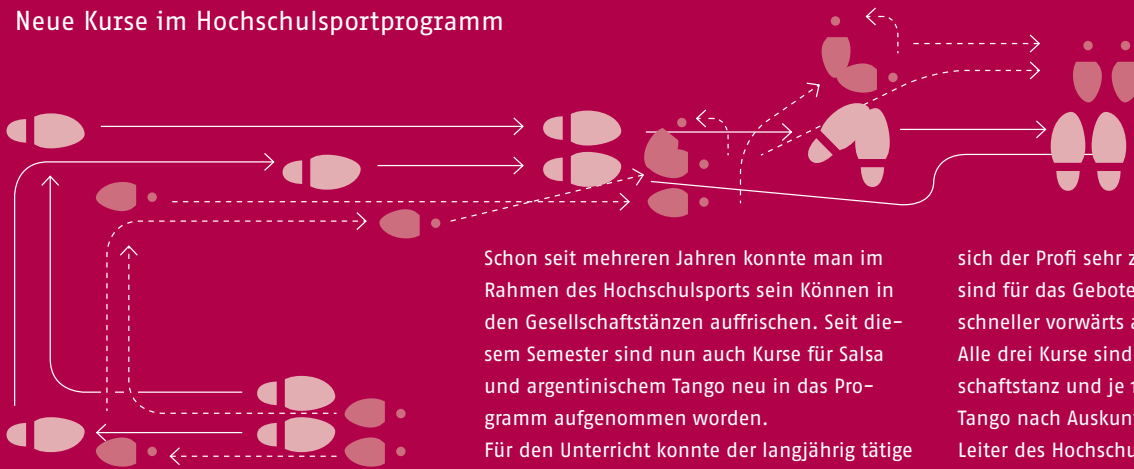 Neue Kurse im Hochschulsportprogramm
Schon seit mehreren Jahren konnte man im
Rahmen des Hochschulsports sein Können in
den Gesellschaftstänzen auffrischen. Seit die-
sem Semester sind nun auch Kurse für Salsa
und argentinischem Tango neu in das Pro-
gramm aufgenommen worden.
Für den Unterricht konnte der langjährig tätige
sich der Profi sehr
sind für das
schneller vorwärts
Alle drei Kurse sind
schaftstanz und je
Tango nach
Leiter des